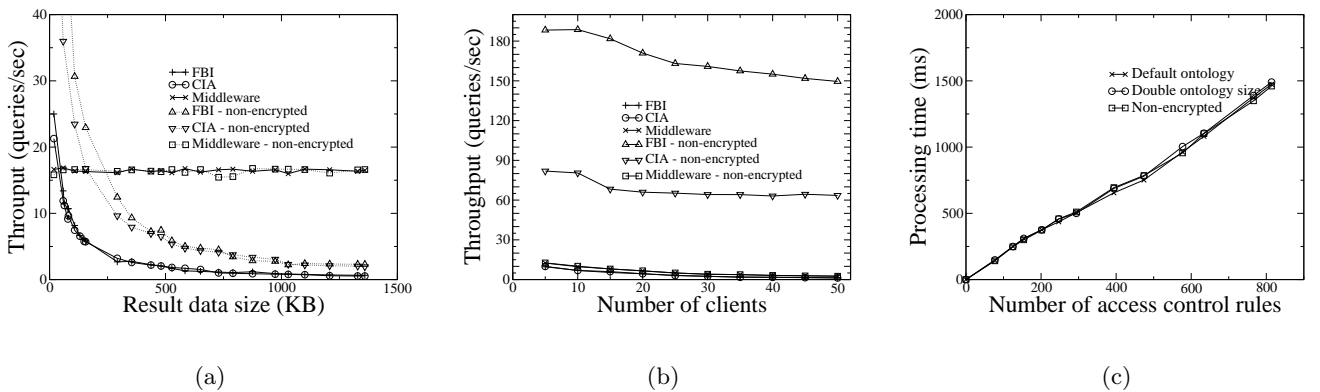 40
30
20
10
0
0
500
1000
1500
Throuput (queries/sec)
Result data size (KB)
FBI
CIA
Middleware
FBI - non-encrypted
CIA - non-encrypted
Middleware - non-encrypted
(a)
180
150
120
90
60
30
0
0
10
20
30
40
50
Throughput (queries/sec)
Number of clients
FBI
CIA
Middleware
FBI - non-encrypted
CIA - non-encrypted
Middleware - non-encrypted
(b)
2000
1500
1000
500
0
0
200
400
600
800
Processing time (ms)
Number of access control rules
Default ontology
Double ontology size
Non-encrypted
(c)